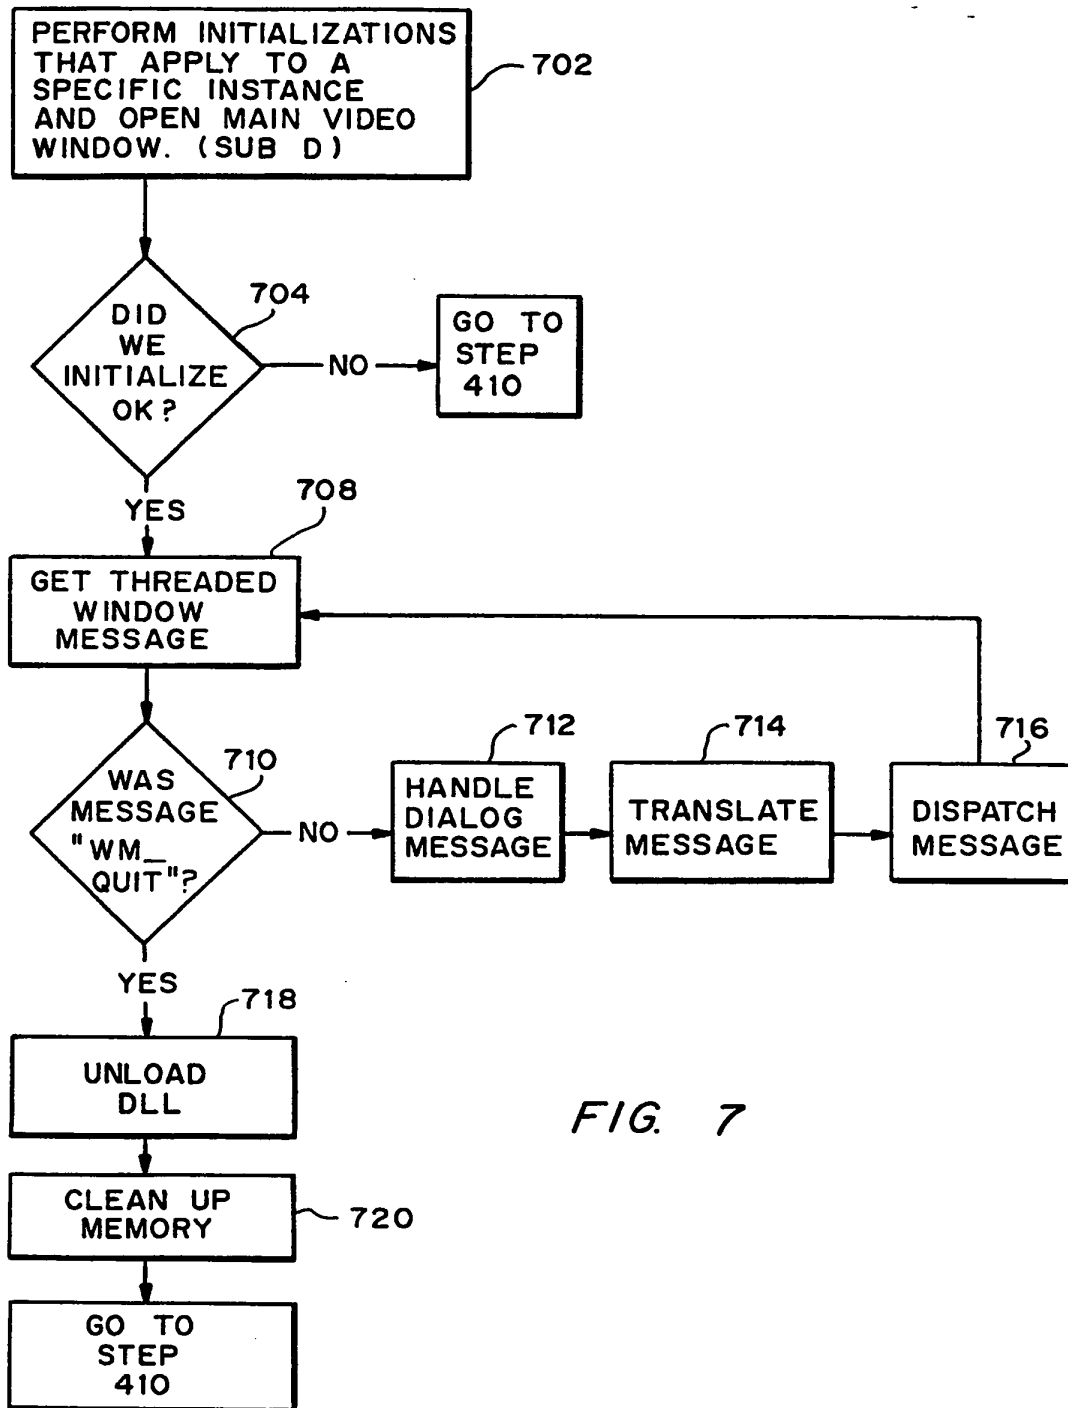 PERFORM INITIALIZATIONS
THAT APPLY TO A
SPECIFIC INSTANCE
AND OPEN MAIN VIDEO
WINDOW. (SUB D)
702
DID
WE
INITIALIZE
OK?
704
NO
GO TO
STEP
410
YES
708
GET THREADED
WINDOW
MESSAGE
WAS
MESSAGE
"WM_
QUIT"?
710
NO
712
HANDLE
DIALOG
MESSAGE
714
TRANSLATE
MESSAGE
716
DISPATCH
MESSAGE
YES
718
UNLOAD
DLL
CLEAN UP
MEMORY
720
GO TO
STEP
410
FIG. 7